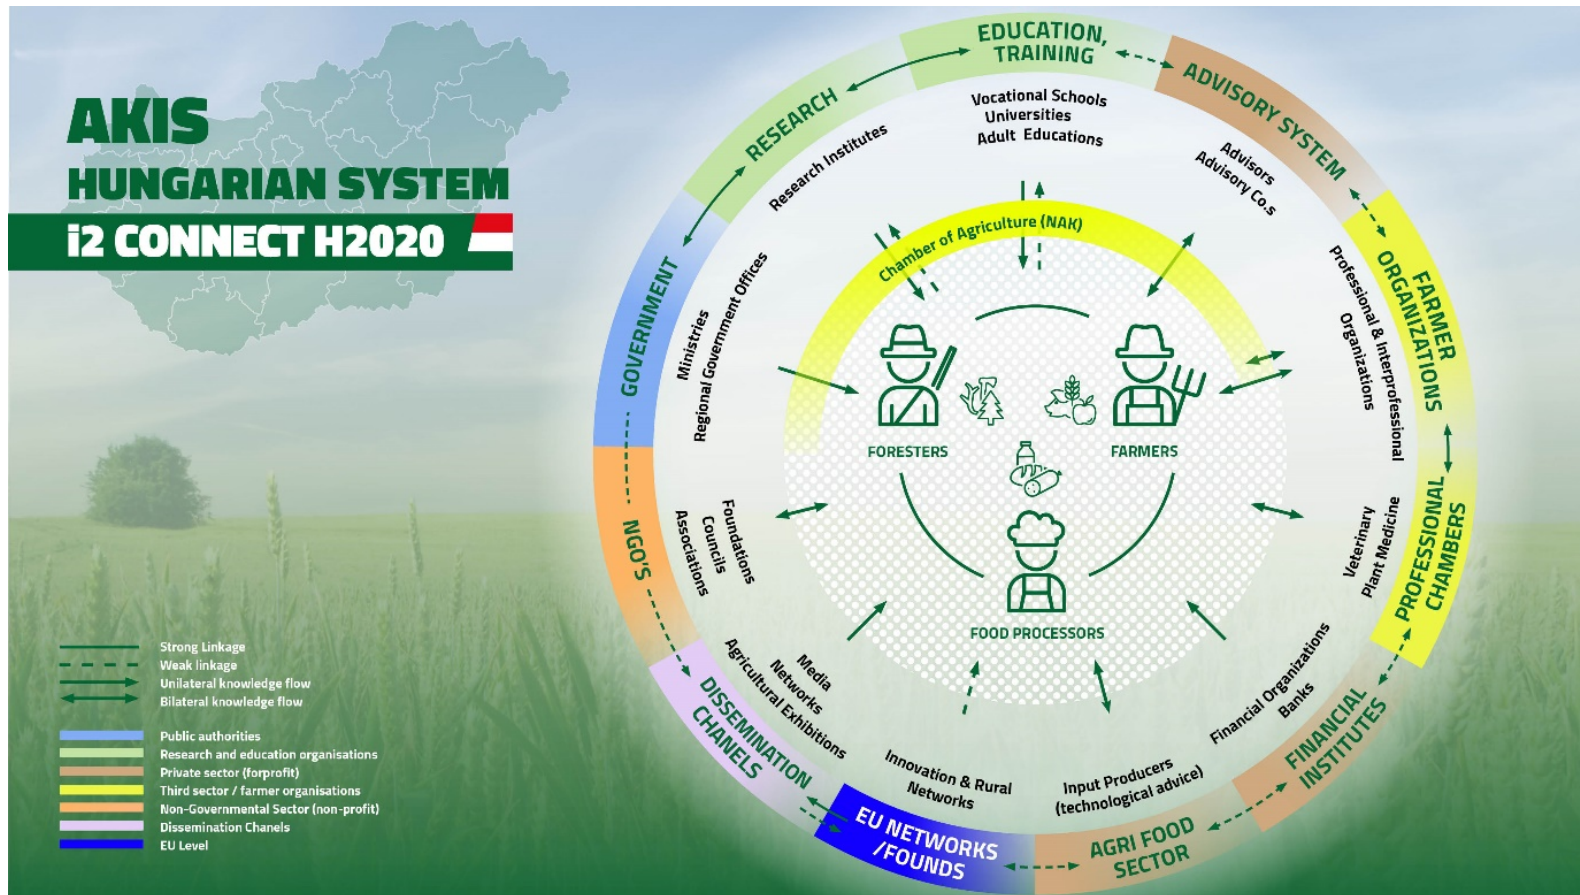 AKIS
HUNGARIAN SYSTEM
i2 CONNECT H2020
EDUCATION,
TRAINING
Vocational Schools
Universities
Adult Educations
ADVISORY SYSTEM
Advisors
Advisory Co.s
FARMER
ORGANIZATIONS
Professional & Interprofessional
Organizations
PROFESSIONAL
CHAMBERS
Veterinary
Plant Medicine
FINANCIAL
INSTITUTES
Financial Organizations
Banks
AGRI FOOD
SECTOR
Input Producers
(technological advice)
EU NETWORKS
/FOUNDS
Innovation & Rural
Networks
DISSEMINATION
CHANELS
Media
Networks
Agricultural Exhibitions
NGO'S
Foundations
Councils
Associations
GOVERNMENT
Ministries
Regional Government Offices
RESEARCH
Research Institutes
Chamber of Agriculture (NAK)
FORESTERS
FARMERS
FOOD PROCESSORS
Strong Linkage
Weak linkage
Unilateral knowledge flow
Bilateral knowledge flow
Public authorities
Research and education organisations
Private sector (forprofit)
Third sector / farmer organisations
Non-Governmental Sector (non-profit)
Dissemination Chanels
EU Level